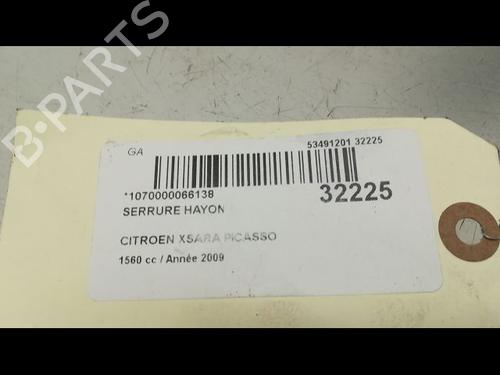 B-PARTS
GA
53491201 32225
*1070000066138
32225
SERRURE HAYON
CITROEN XSARA PICASSO
1560 cc / Année 2009